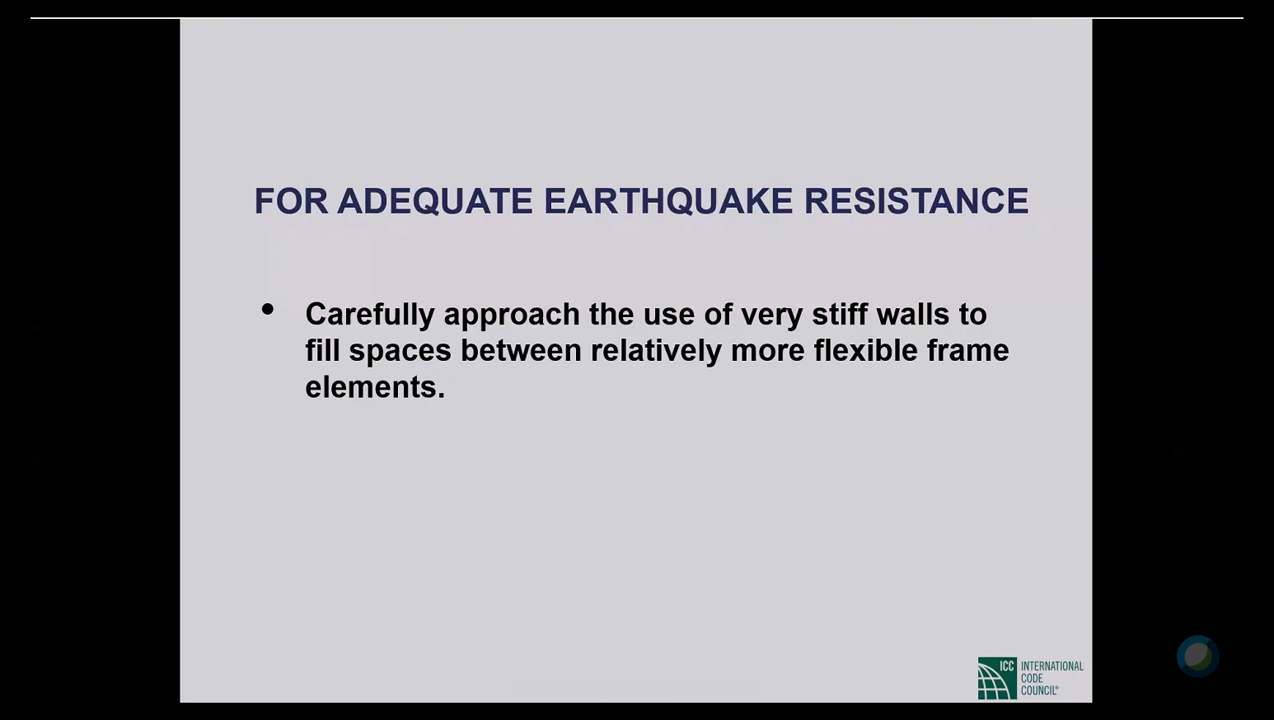 FOR ADEQUATE EARTHQUAKE RESISTANCE
• Carefully approach the use of very stiff walls to
fill spaces between relatively more flexible frame
elements.
ICC INTERNATIONAL
CODE
COUNCIL®